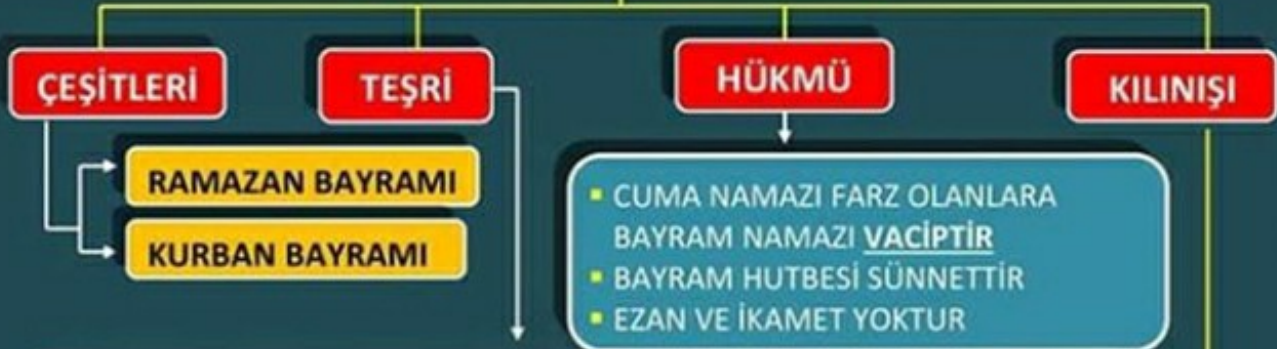 ÇEŞİTLERİ
RAMAZAN BAYRAMI
KURBAN BAYRAMI
TEŞRİ
HÜKMÜ
▪ CUMA NAMAZI FARZ OLANLARA
BAYRAM NAMAZI VACİPTİR
▪ BAYRAM HUTBESİ SÜNNETTİR
▪ EZAN VE İKAMET YOKTUR
KILINIŞI